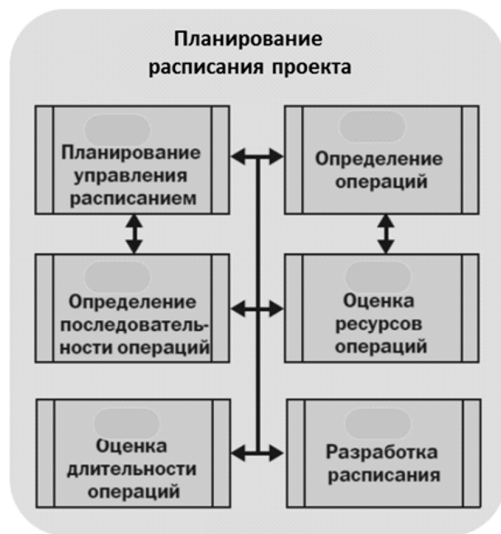 Планирование
расписания проекта
Планирование
управления
расписанием
Определение
операций
Определение
последователь-
ности операций
Оценка
ресурсов
операций
Оценка
длительности
операций
Разработка
расписания